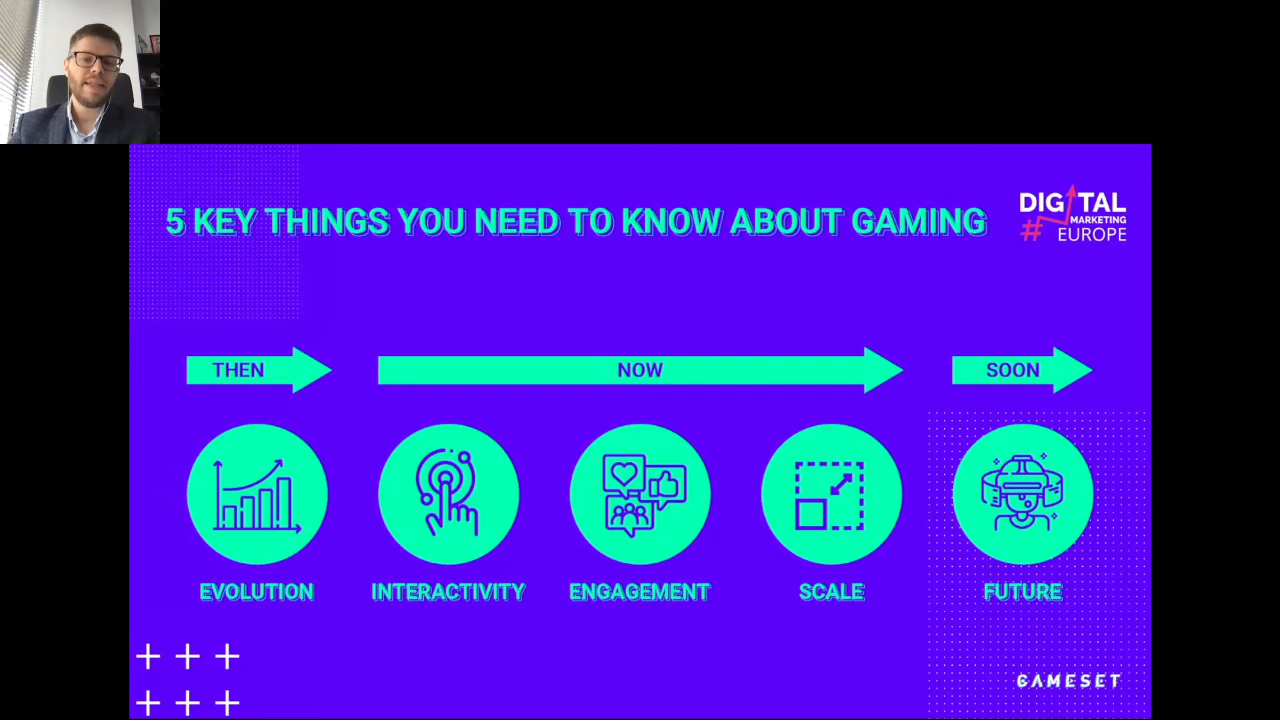 5 KEY THINGS YOU NEED TO KNOW ABOUT GAMING
DIGITAL
MARKETING
# EUROPE
THEN
NOW
SOON
EVOLUTION
INTERACTIVITY
ENGAGEMENT
SCALE
FUTURE
GAMESET